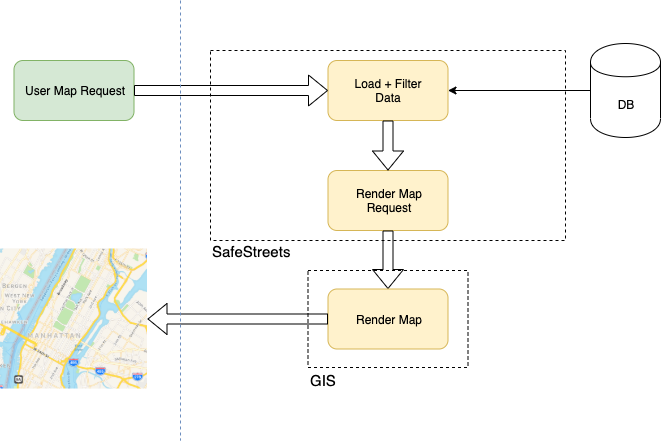 User Map Request
Load + Filter
Data
DB
Render Map
Request
SafeStreets
BERGEN
WEST NEW
YORK
MANHATTAN
Render Map
GIS